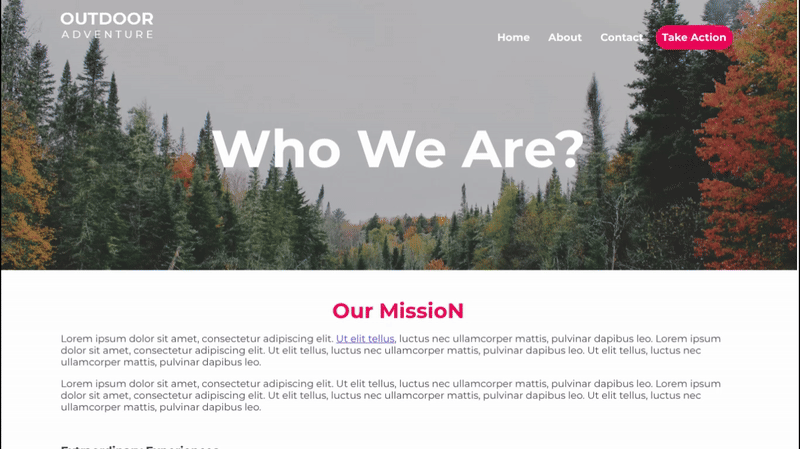 OUTDOOR
ADVENTURE
Home About Contact Take Action
Who We Are?
Our MissioN
Lorem ipsum dolor sit amet, consectetur adipiscing elit. Ut elit tellus, luctus nec ullamcorper mattis, pulvinar dapibus leo. Lorem ipsum
dolor sit amet, consectetur adipiscing elit. Ut elit tellus, luctus nec ullamcorper mattis, pulvinar dapibus leo. Ut elit tellus, luctus nec
ullamcorper mattis, pulvinar dapibus leo.
Lorem ipsum dolor sit amet, consectetur adipiscing elit. Ut elit tellus, luctus nec ullamcorper mattis, pulvinar dapibus leo. Lorem ipsum
dolor sit amet, consectetur adipiscing elit. Ut elit tellus, luctus nec ullamcorper mattis, pulvinar dapibus leo. Ut elit tellus, luctus nec
ullamcorper mattis, pulvinar dapibus leo.
Extraordinary Experiences